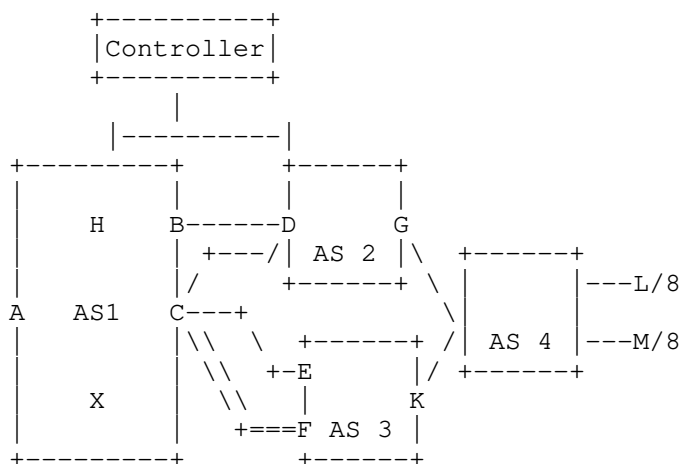 Controller
H B D G
AS 2
L/8
A AS1 C
AS 4 M/8
E
X K
F AS 3